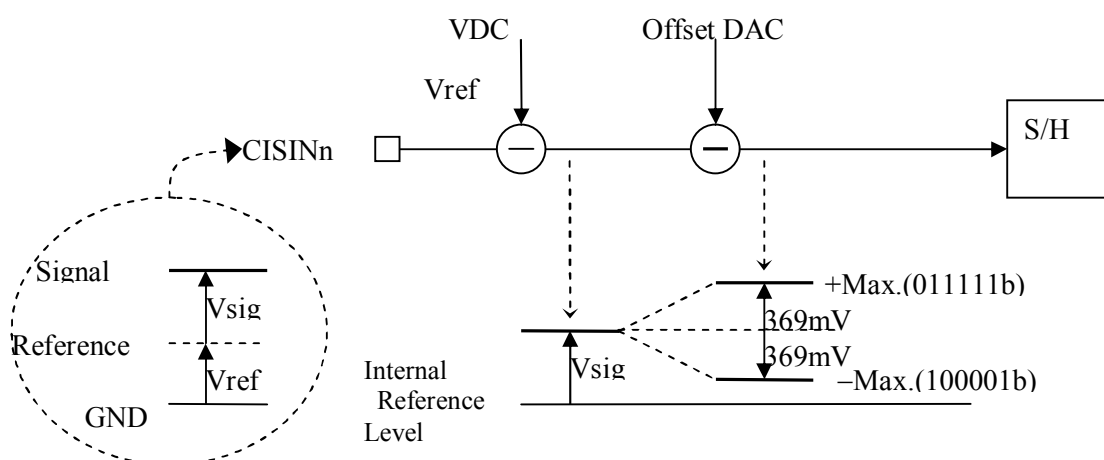 VDC
Offset DAC
Vref
CISINn
S/H
Signal
Vsig
Reference
Vref
GND
+Max.(011111b)
369mV
369mV
Vsig
−Max.(100001b)
Internal
Reference
Level